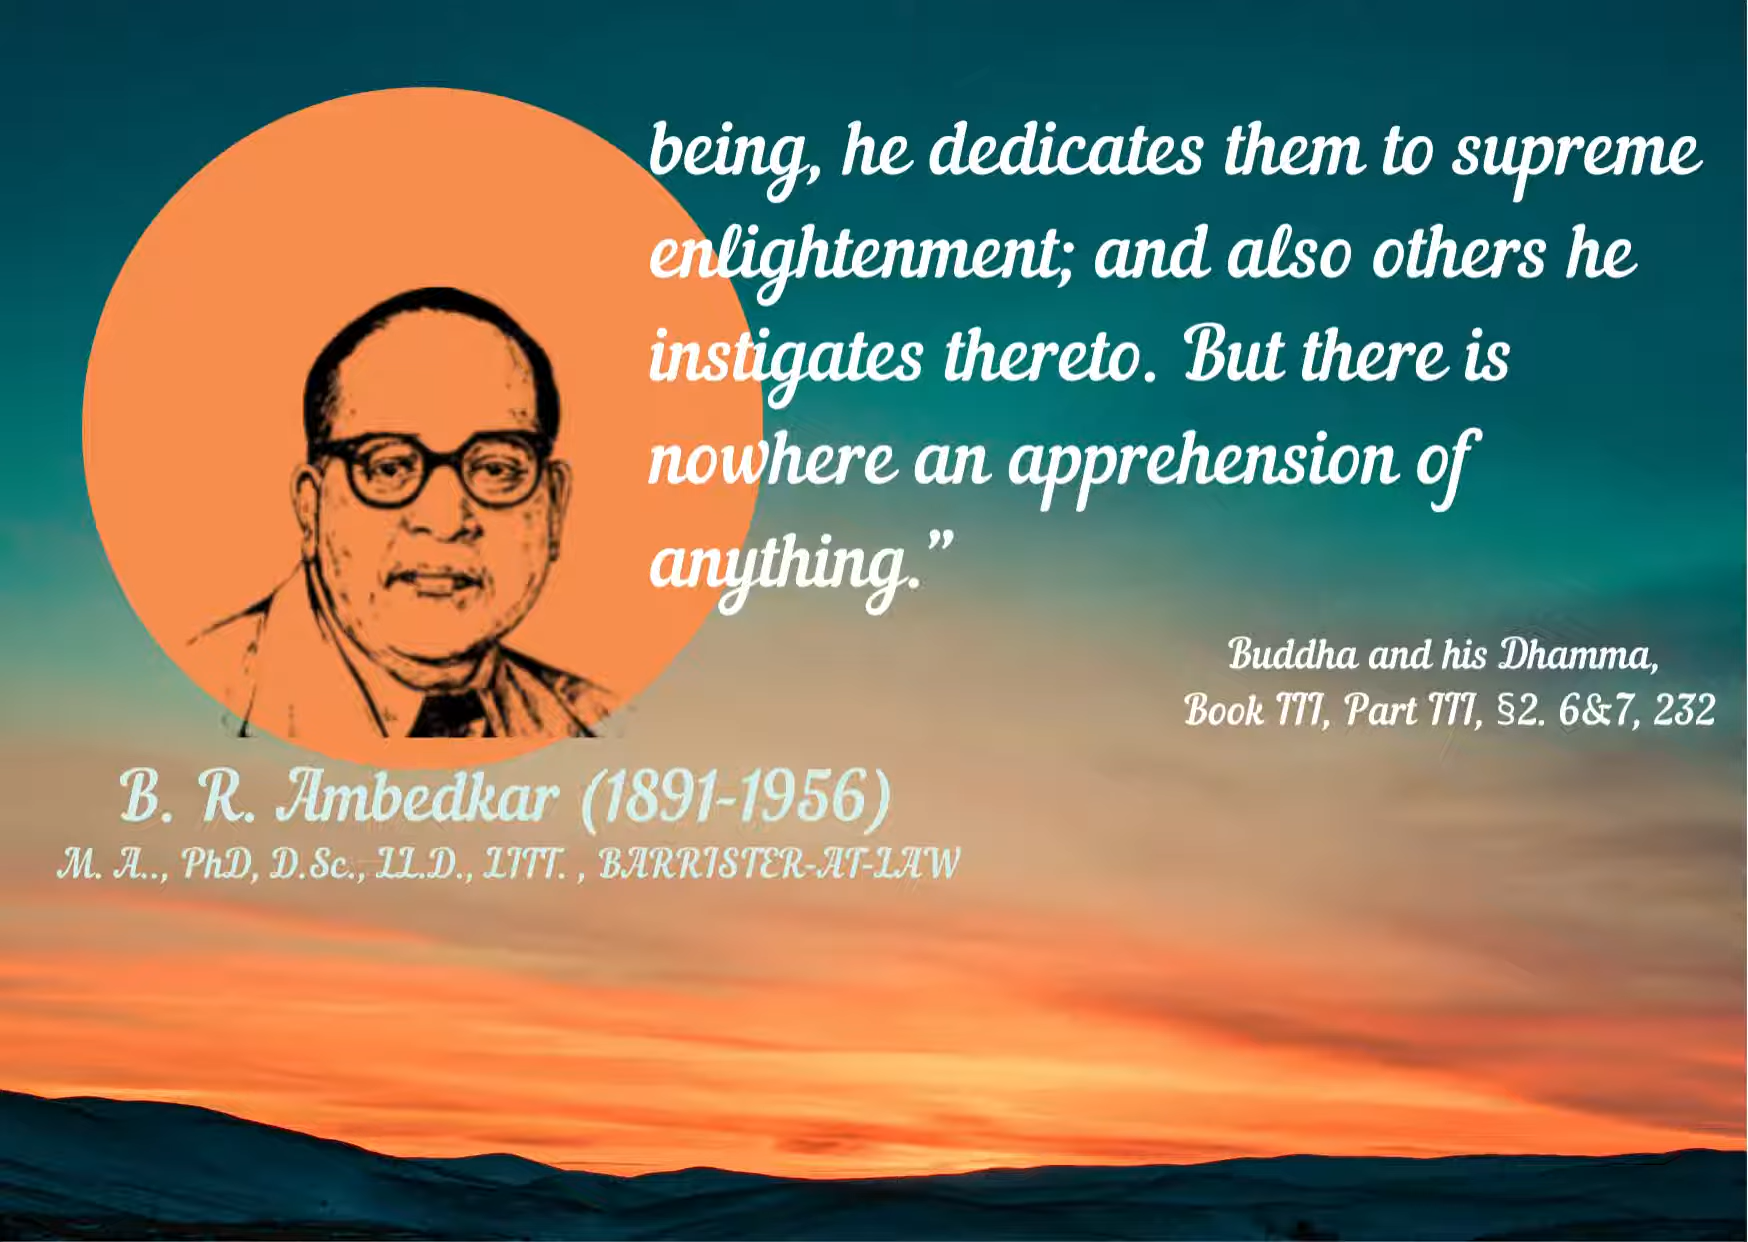 being, he dedicates them to supreme
enlightenment; and also others he
instigates thereto. But there is
nowhere an apprehension of
anything.”
Buddha and his Dhamma,
Book III, Part III, §2. 6&7, 232
B. R. Ambedkar (1891-1956)
M. A.., PhD, D.Sc., LL.D., LITT. , BARRISTER-AT-LAW